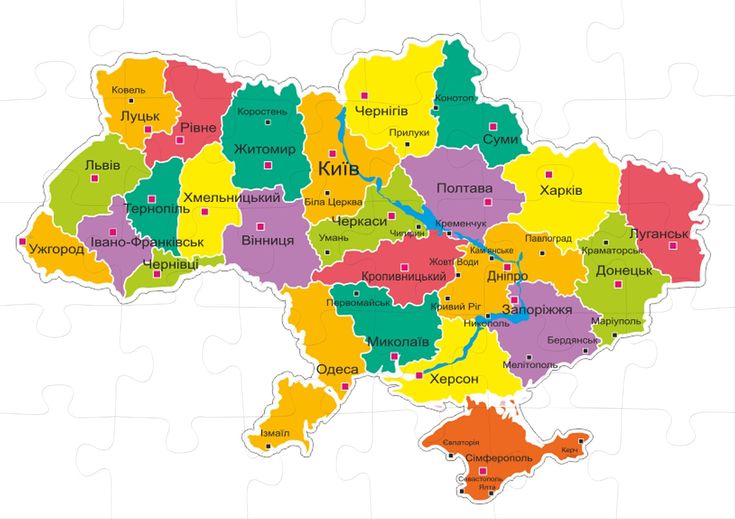 Ковель
Луцьк
Рівне
Коростень
Житомир
Чернігів
Конотоп
Прилуки
Суми
Київ
Львів
Тернопіль
Хмельницький
Біла Церква
Полтава
Харків
Ужгород
Івано-Франківськ
Вінниця
Черкаси
Чигирин
Умань
Кременчук
Луганськ
Чернівці
Кропивницький
Жовті Води
Кам'янське
Павлоград
Дніпро
Краматорськ
Донецьк
Первомайськ
Кривий Ріг
Нікополь
Запоріжжя
Маріуполь
Миколаїв
Бердянськ
Мелітополь
Одеса
Херсон
Ізмаїл
Євпаторія
Сімферополь
Керч
Севастополь
Ялта